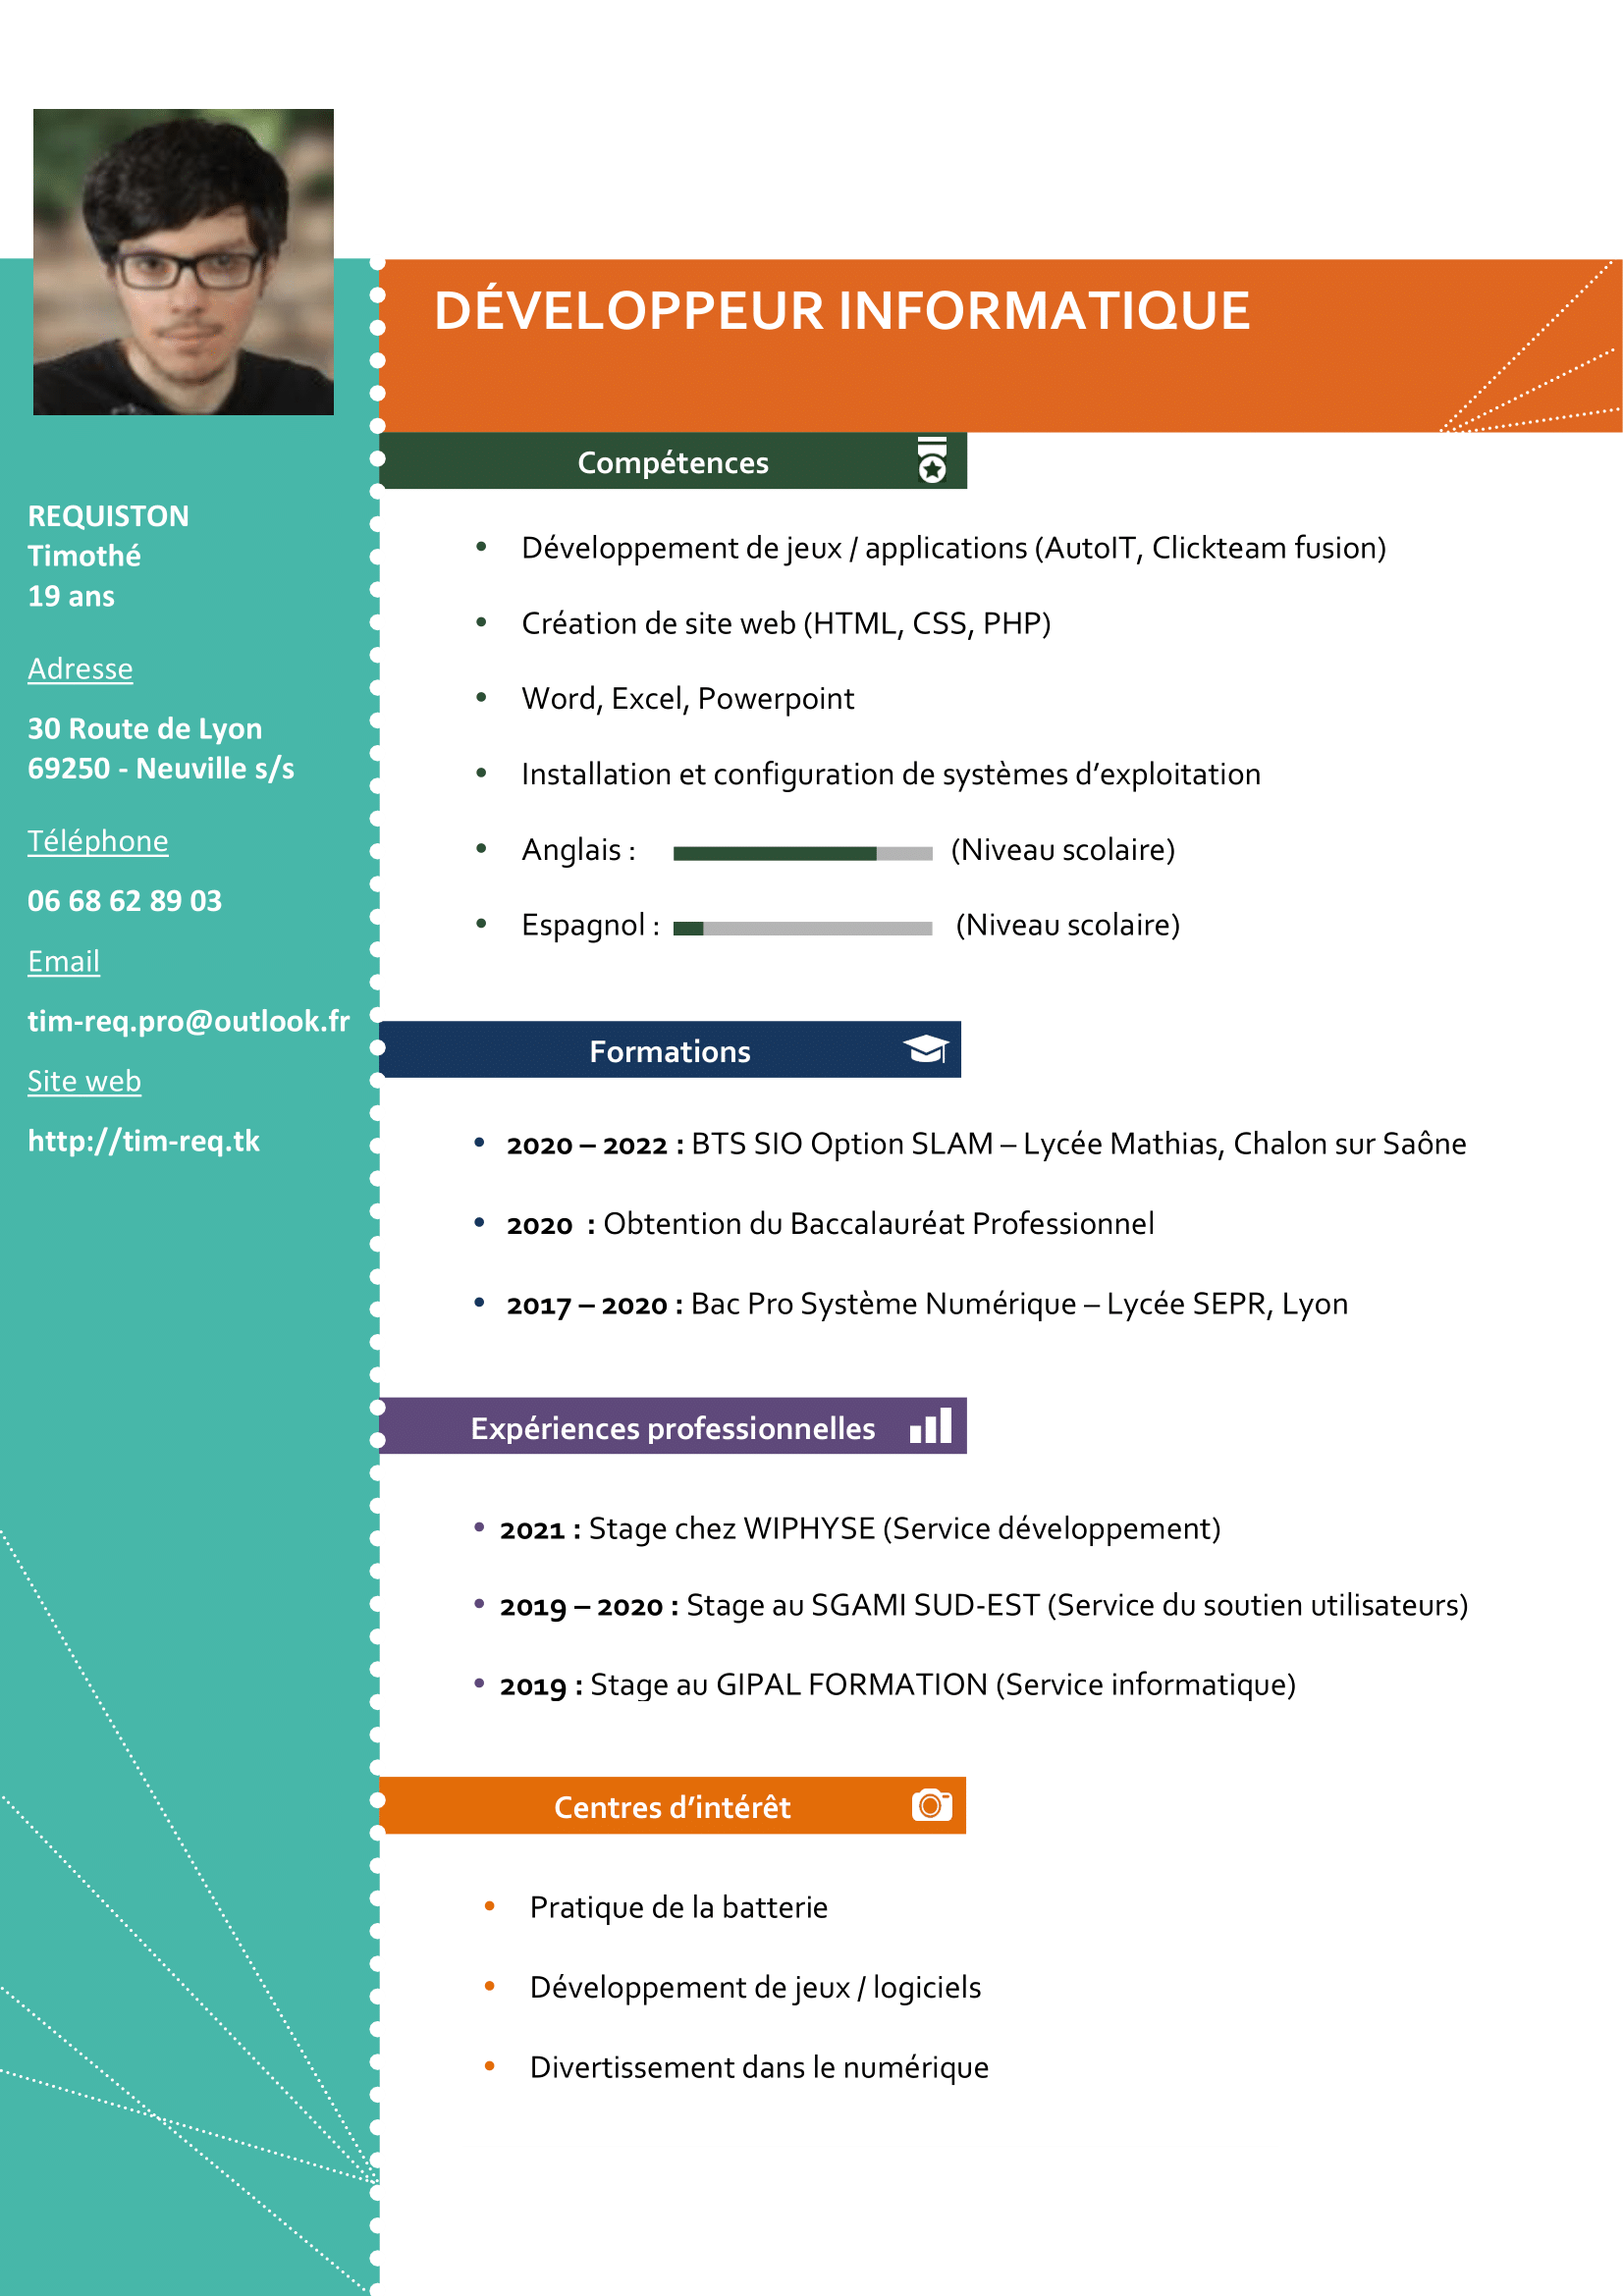 DÉVELOPPEUR INFORMATIQUE
REQUISTON
Timothé
19 ans
Adresse
30 Route de Lyon
69250 - Neuville s/s
Téléphone
06 68 62 89 03
Email
tim-req.pro@outlook.fr
Site web
http://tim-req.tk
Compétences
• Développement de jeux / applications (AutoIT, Clickteam fusion)
• Création de site web (HTML, CSS, PHP)
• Word, Excel, Powerpoint
• Installation et configuration de systèmes d’exploitation
• Anglais : (Niveau scolaire)
• Espagnol : (Niveau scolaire)
Formations
• 2020 – 2022 : BTS SIO Option SLAM – Lycée Mathias, Chalon sur Saône
• 2020 : Obtention du Baccalauréat Professionnel
• 2017 – 2020 : Bac Pro Système Numérique – Lycée SEPR, Lyon
Expériences professionnelles
• 2021 : Stage chez WIPHYSE (Service développement)
• 2019 – 2020 : Stage au SGAMI SUD-EST (Service du soutien utilisateurs)
• 2019 : Stage au GIPAL FORMATION (Service informatique)
Centres d’intérêt
• Pratique de la batterie
• Développement de jeux / logiciels
• Divertissement dans le numérique